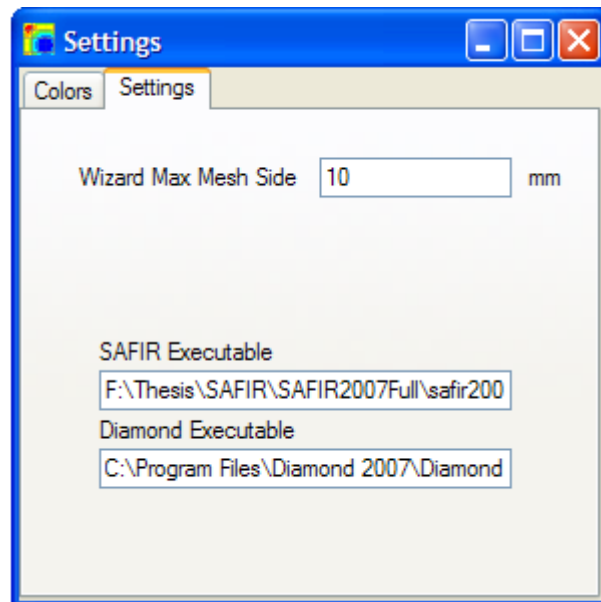 Settings
Colors Settings
Wizard Max Mesh Side 10 mm
SAFIR Executable
F:\Thesis\SAFIR\SAFIR2007Full\safir200
Diamond Executable
C:\Program Files\Diamond 2007\Diamond